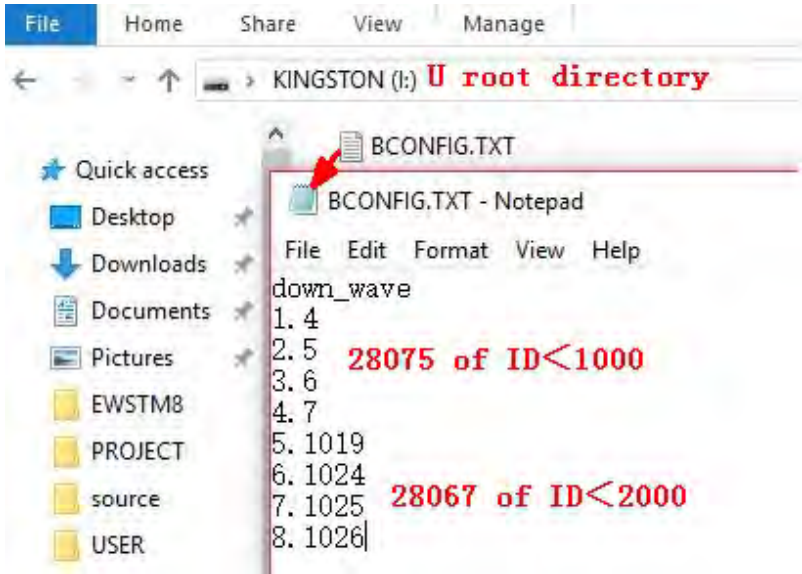 File Home Share View Manage
KINGSTON (I:) U root directory
BCONFIG.TXT
Quick access
BCONFIG.TXT - Notepad
Desktop
File Edit Format View Help
Downloads
down_wave
Documents
1. 4
Pictures
2. 5
28075 of ID<1000
3. 6
EWSTM8
4. 7
PROJECT
5. 1019
6. 1024
source
7. 1025
28067 of ID<2000
USER
8. 1026